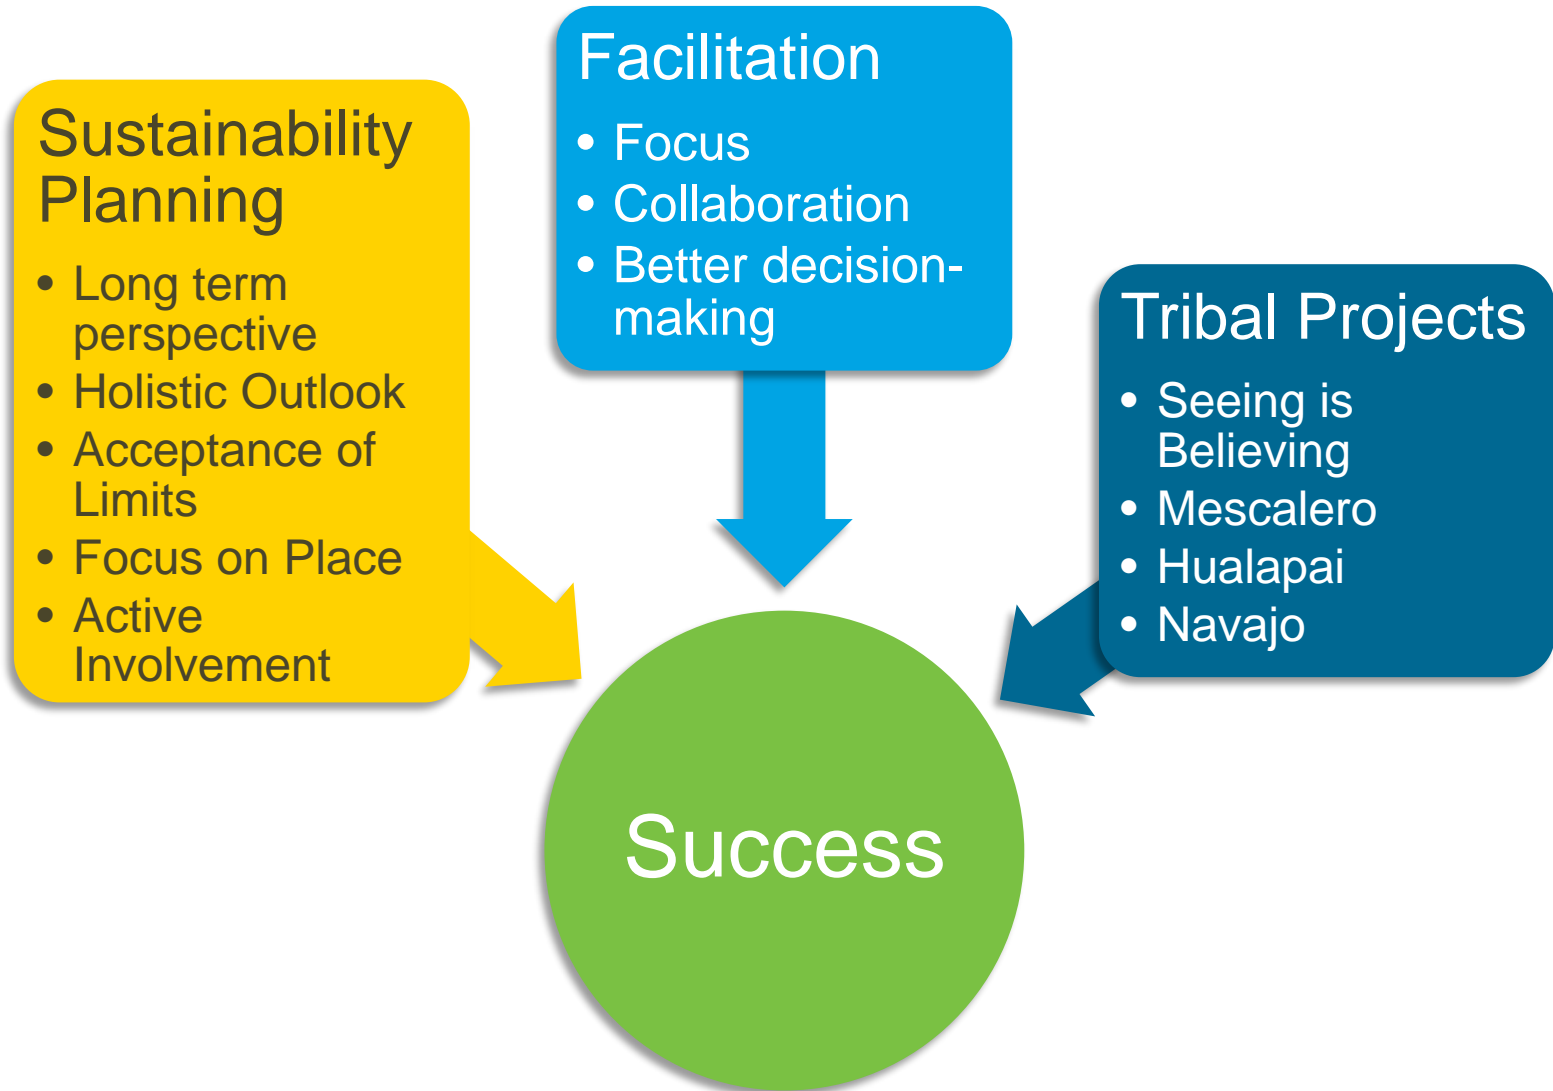 Sustainability
Planning
• Long term
perspective
• Holistic Outlook
• Acceptance of
Limits
• Focus on Place
• Active
Involvement
Facilitation
• Focus
• Collaboration
• Better decision-
making
Tribal Projects
• Seeing is
Believing
• Mescalero
• Hualapai
• Navajo
Success